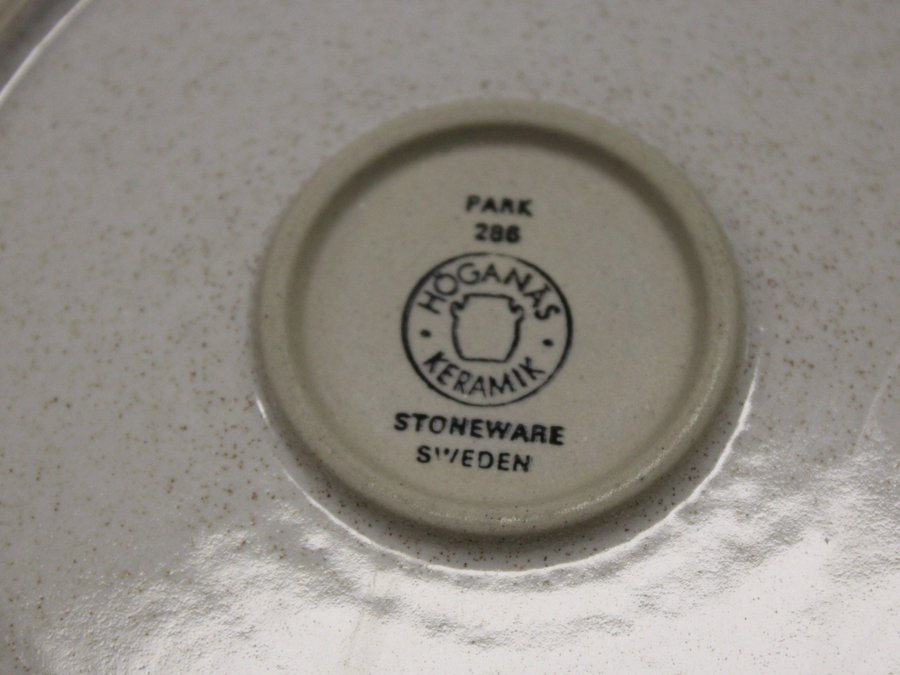 PARK
286
HÖGANÄS
KERAMIK
STONEWARE
SWEDEN